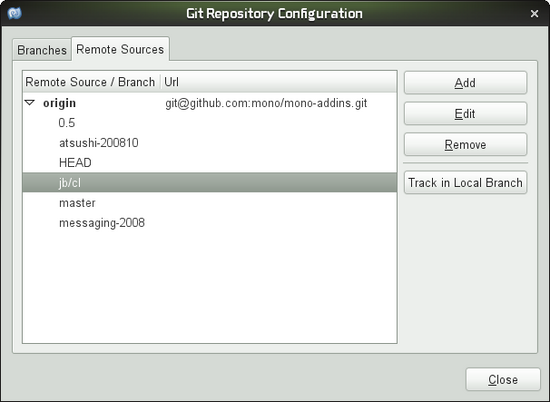 Git Repository Configuration
Branches Remote Sources
Remote Source / Branch Url
origin git@github.com:mono/mono-addins.git
0.5
atsushi-200810
HEAD
jb/cl
master
messaging-2008
Add
Edit
Remove
Track in Local Branch
Close